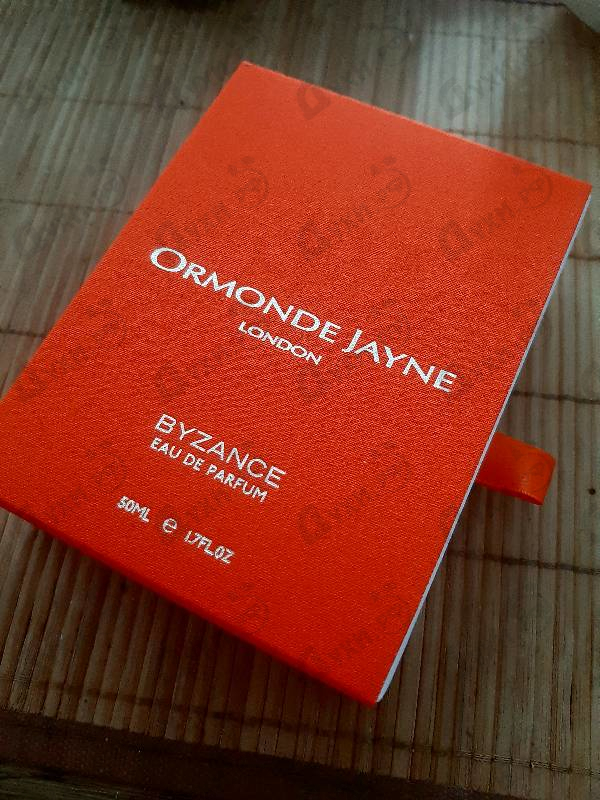 ORMONDE JAYNE
LONDON
BYZANCE
EAU DE PARFUM
50ML e 1.7FL.OZ